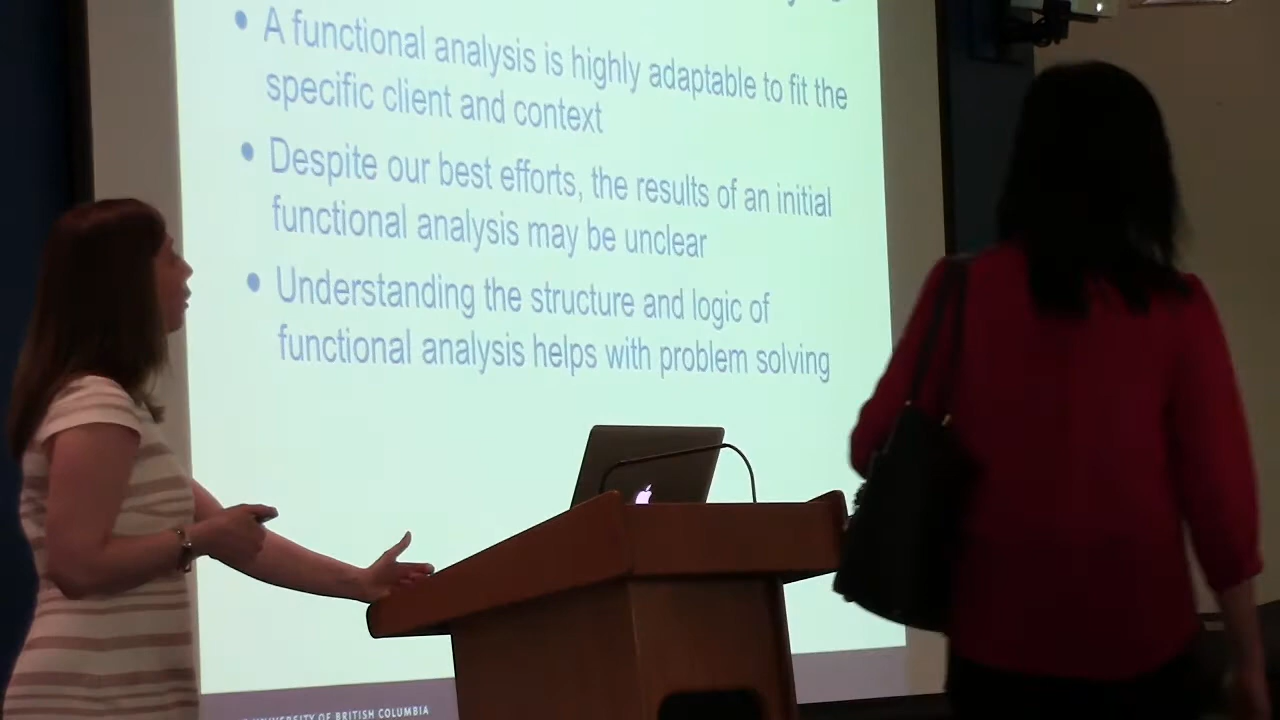 • A functional analysis is highly adaptable to fit the
specific client and context
• Despite our best efforts, the results of an initial
functional analysis may be unclear
• Understanding the structure and logic of
functional analysis helps with problem solving
UNIVERSITY OF BRITISH COLUMBIA